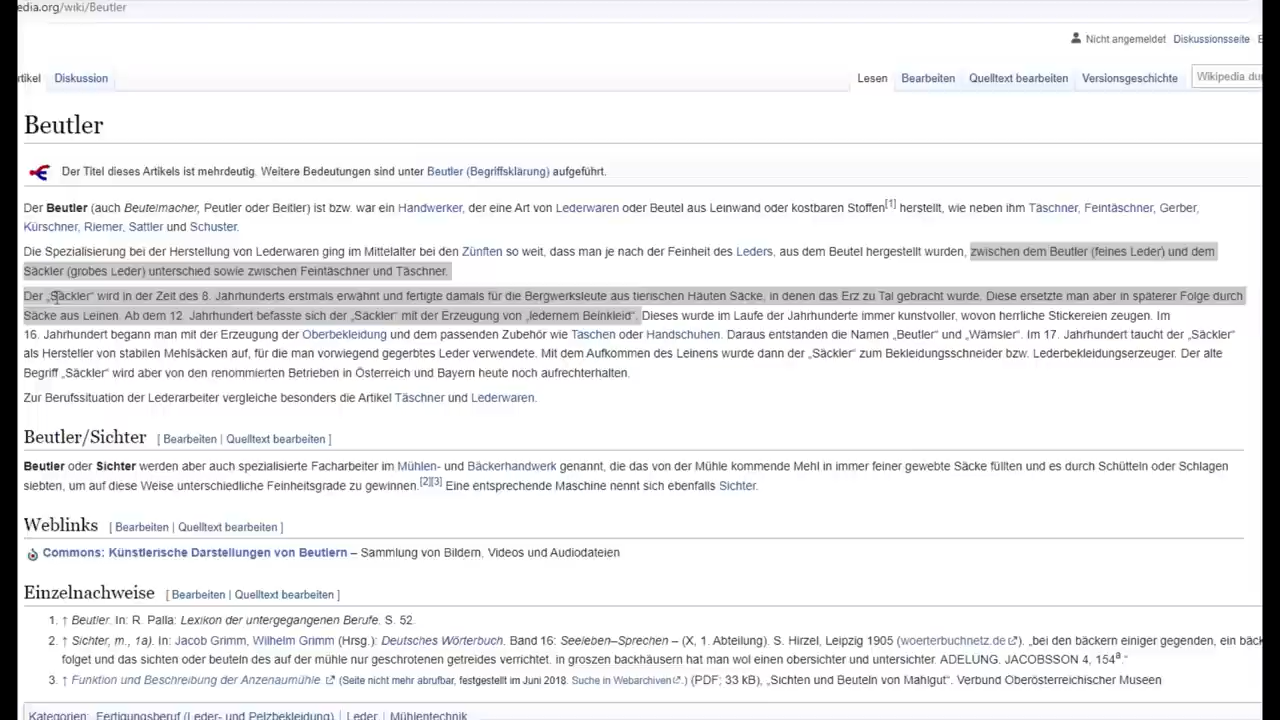 edia.org/wiki/Beutler
Nicht angemeldet Diskussionsseite
rtikel Diskussion Lesen Bearbeiten Quelltext bearbeiten Versionsgeschichte Wikipedia du
Beutler
Der Titel dieses Artikels ist mehrdeutig. Weitere Bedeutungen sind unter Beutler (Begriffsklärung) aufgeführt.
Der Beutler (auch Beutelmacher, Peutler oder Beitler) ist bzw. war ein Handwerker, der eine Art von Lederwaren oder Beutel aus Leinwand oder kostbaren Stoffen[1] herstellt, wie neben ihm Täschner, Feintäschner, Gerber,
Kürschner, Riemer, Sattler und Schuster.
Die Spezialisierung bei der Herstellung von Lederwaren ging im Mittelalter bei den Zünften so weit, dass man je nach der Feinheit des Leders, aus dem Beutel hergestellt wurden, zwischen dem Beutler (feines Leder) und dem
Säckler (grobes Leder) unterschied sowie zwischen Feintäschner und Täschner.
Der „Säckler“ wird in der Zeit des 8. Jahrhunderts erstmals erwähnt und fertigte damals für die Bergwerksleute aus tierischen Häuten Säcke, in denen das Erz zu Tal gebracht wurde. Diese ersetzte man aber in späterer Folge durch
Säcke aus Leinen. Ab dem 12. Jahrhundert befasste sich der „Säckler“ mit der Erzeugung von „ledernem Beinkleid“. Dieses wurde im Laufe der Jahrhunderte immer kunstvoller, wovon herrliche Stickereien zeugen. Im
16. Jahrhundert begann man mit der Erzeugung der Oberbekleidung und dem passenden Zubehör wie Taschen oder Handschuhen. Daraus entstanden die Namen „Beutler“ und „Wämsler“. Im 17. Jahrhundert taucht der „Säckler“
als Hersteller von stabilen Mehlsäcken auf, für die man vorwiegend gegerbtes Leder verwendete. Mit dem Aufkommen des Leinens wurde dann der „Säckler“ zum Bekleidungsschneider bzw. Lederbekleidungserzeuger. Der alte
Begriff „Säckler“ wird aber von den renommierten Betrieben in Österreich und Bayern heute noch aufrechterhalten.
Zur Berufssituation der Lederarbeiter vergleiche besonders die Artikel Täschner und Lederwaren.
Beutler/Sichter [ Bearbeiten | Quelltext bearbeiten ]
Beutler oder Sichter werden aber auch spezialisierte Facharbeiter im Mühlen- und Bäckerhandwerk genannt, die das von der Mühle kommende Mehl in immer feiner gewebte Säcke füllten und es durch Schütteln oder Schlagen
siebten, um auf diese Weise unterschiedliche Feinheitsgrade zu gewinnen.[2][3] Eine entsprechende Maschine nennt sich ebenfalls Sichter.
Weblinks [ Bearbeiten | Quelltext bearbeiten ]
Commons: Künstlerische Darstellungen von Beutlern – Sammlung von Bildern, Videos und Audiodateien
Einzelnachweise [ Bearbeiten | Quelltext bearbeiten ]
1. ↑ Beutler. In: R. Palla: Lexikon der untergegangenen Berufe. S. 52.
2. ↑ Sichter, m., 1a). In: Jacob Grimm, Wilhelm Grimm (Hrsg.): Deutsches Wörterbuch. Band 16: Seeleben–Sprechen – (X, 1. Abteilung). S. Hirzel, Leipzig 1905 (woerterbuchnetz.de). „bei den bäckern einiger gegenden, ein bäck
folget und das sichten oder beuteln des auf der mühle nur geschrotenen getreides verrichtet. in groszen backhäusern hat man wol einen obersichter und untersichter. ADELUNG. JACOBSSON 4, 154a.“
3. ↑ Funktion und Beschreibung der Anzenaumühle (Seite nicht mehr abrufbar, festgestellt im Juni 2018. Suche in Webarchiven.) (PDF; 33 kB), „Sichten und Beuteln von Mahlgut“. Verbund Oberösterreichischer Museen
Kategorien: Fertigungsberuf (Leder- und Pelzbekleidung) | Leder | Mühlentechnik